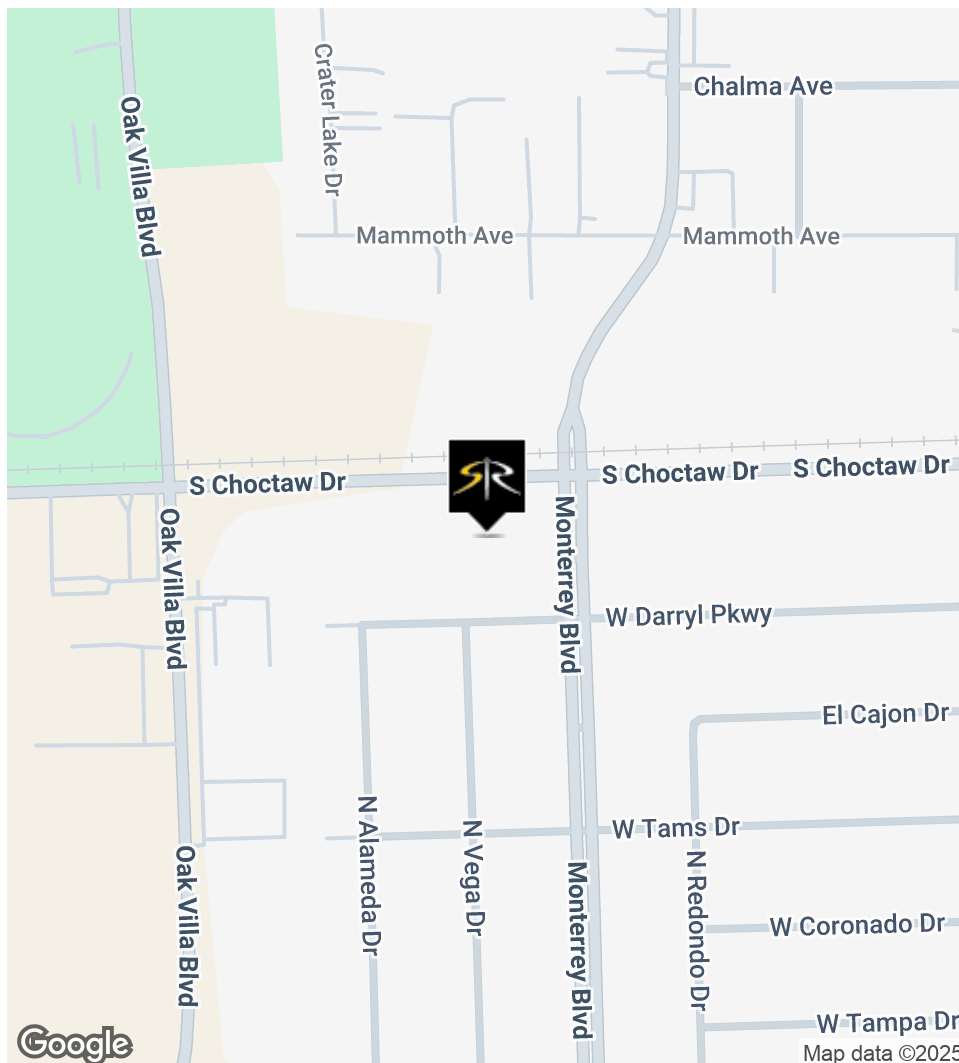 Chalma Ave
Crater Lake Dr
Oak Villa Blvd
Mammoth Ave
Mammoth Ave
S Choctaw Dr
S Choctaw Dr
S Choctaw Dr
SR
Oak Villa Blvd
Monterrey Blvd
W Darryl Pkwy
El Cajon Dr
W Tams Dr
N Alameda Dr
N Vega Dr
N Redondo Dr
Oak Villa Blvd
Monterrey Blvd
W Coronado Dr
W Tampa Dr
Google
Map data ©2025